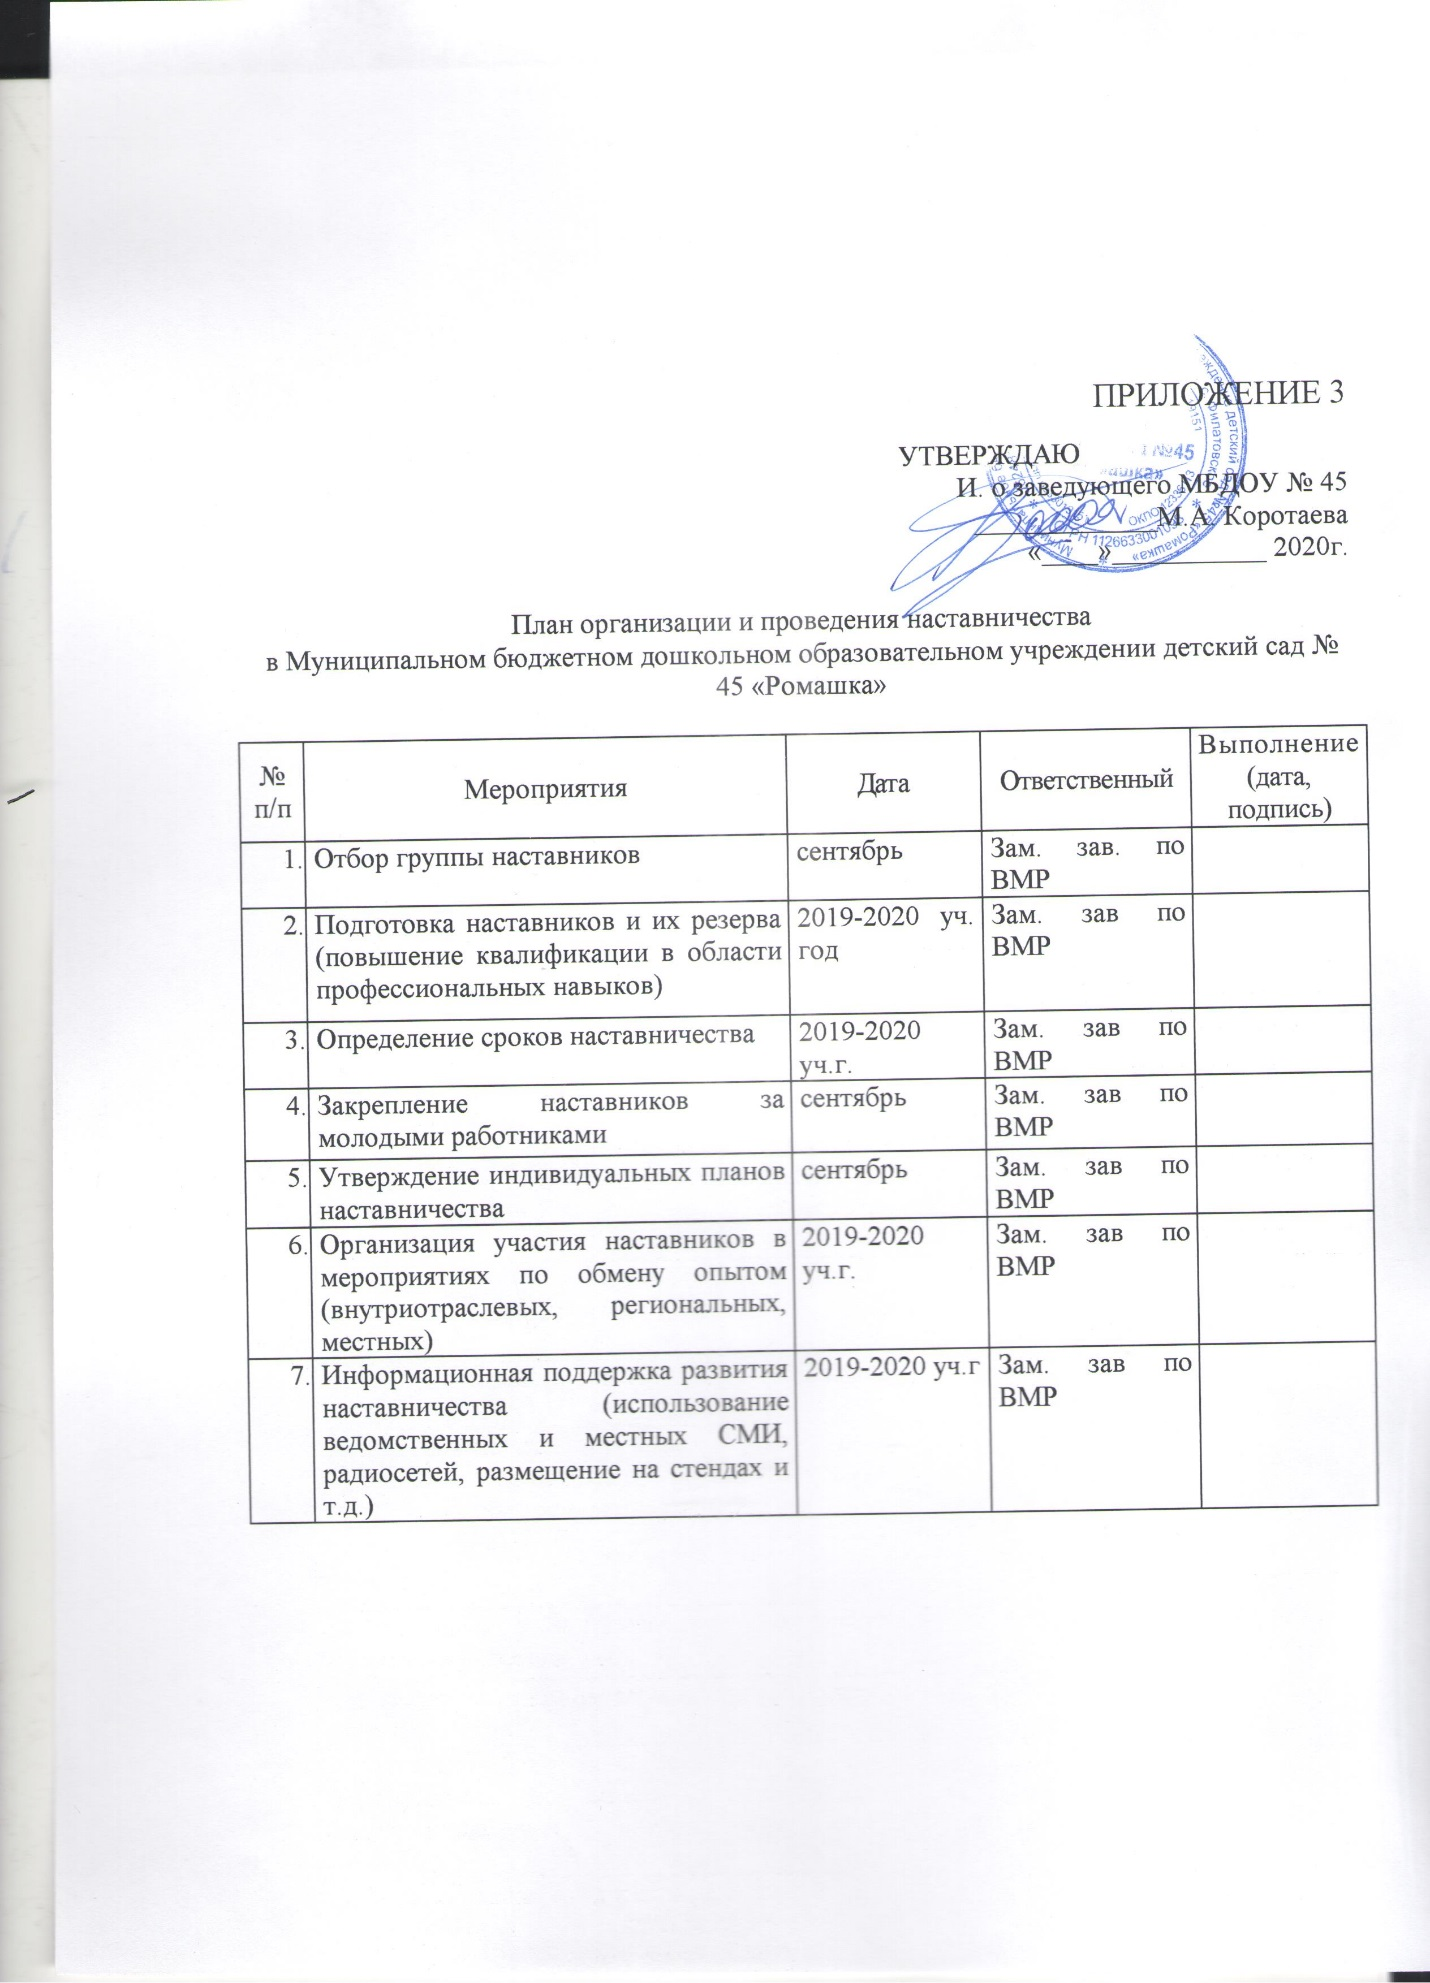 ПРИЛОЖЕНИЕ 3
УТВЕРЖДАЮ
И. о заведующего МБДОУ № 45
_____________М.А. Коротаева
«____»___________ 2020г.
№45
План организации и проведения наставничества
в Муниципальном бюджетном дошкольном образовательном учреждении детский сад №
45 «Ромашка»
№
п/п
Мероприятия
Дата
Ответственный
Выполнение
(дата,
подпись)
1.
Отбор группы наставников
сентябрь
Зам. зав. по
ВМР
2.
Подготовка наставников и их резерва
(повышение квалификации в области
профессиональных навыков)
2019-2020 уч.
год
Зам. зав по
ВМР
3.
Определение сроков наставничества
2019-2020
уч.г.
Зам. зав по
ВМР
4.
Закрепление наставников за
молодыми работниками
сентябрь
Зам. зав по
ВМР
5.
Утверждение индивидуальных планов
наставничества
сентябрь
Зам. зав по
ВМР
6.
Организация участия наставников в
мероприятиях по обмену опытом
(внутриотраслевых, региональных,
местных)
2019-2020
уч.г.
Зам. зав по
ВМР
7.
Информационная поддержка развития
наставничества (использование
ведомственных и местных СМИ,
радиосетей, размещение на стендах и
т.д.)
2019-2020 уч.г
Зам. зав по
ВМР